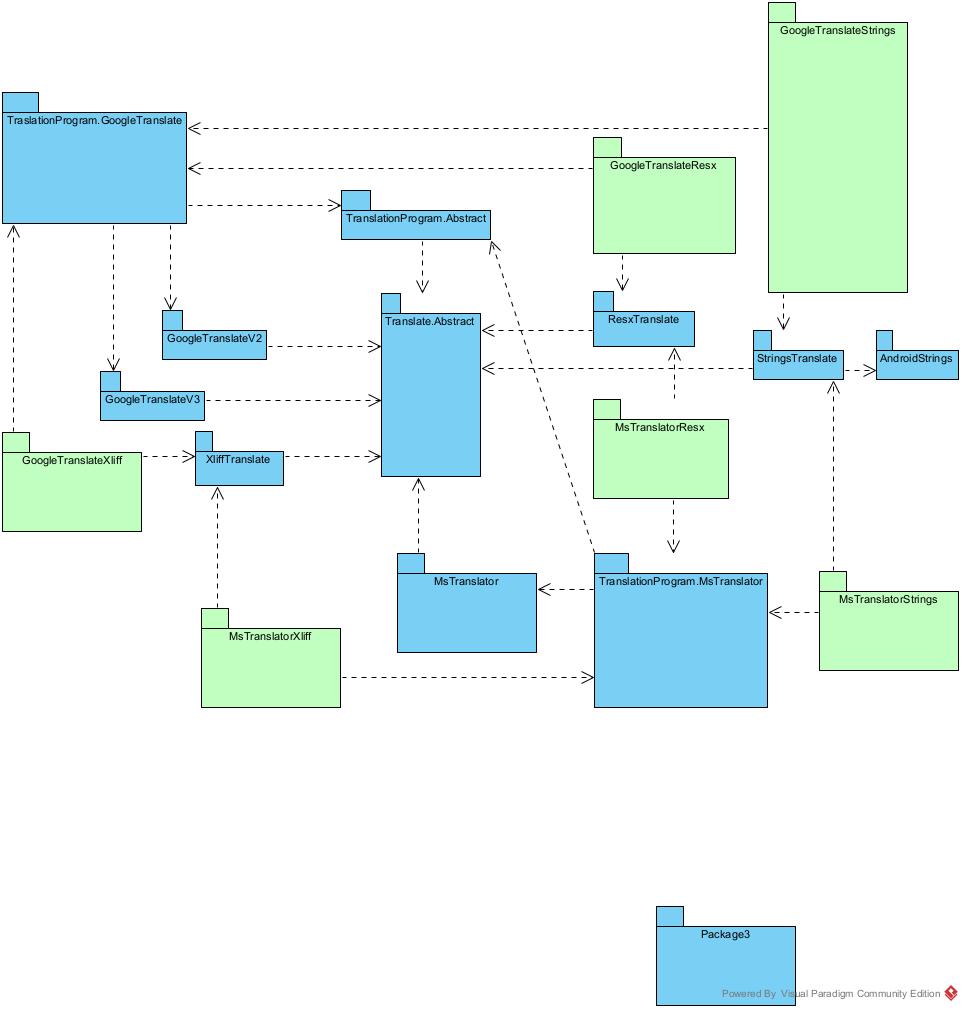 GoogleTranslateStrings
TraslationProgram.GoogleTranslate
GoogleTranslateResx
TranslationProgram.Abstract
Translate.Abstract
ResxTranslate
GoogleTranslateV2
StringsTranslate
AndroidStrings
GoogleTranslateV3
MsTranslatorResx
GoogleTranslateXliff
XliffTranslate
MsTranslator
TranslationProgram.MsTranslator
MsTranslatorStrings
MsTranslatorXliff
Package3
Powered By Visual Paradigm Community Edition